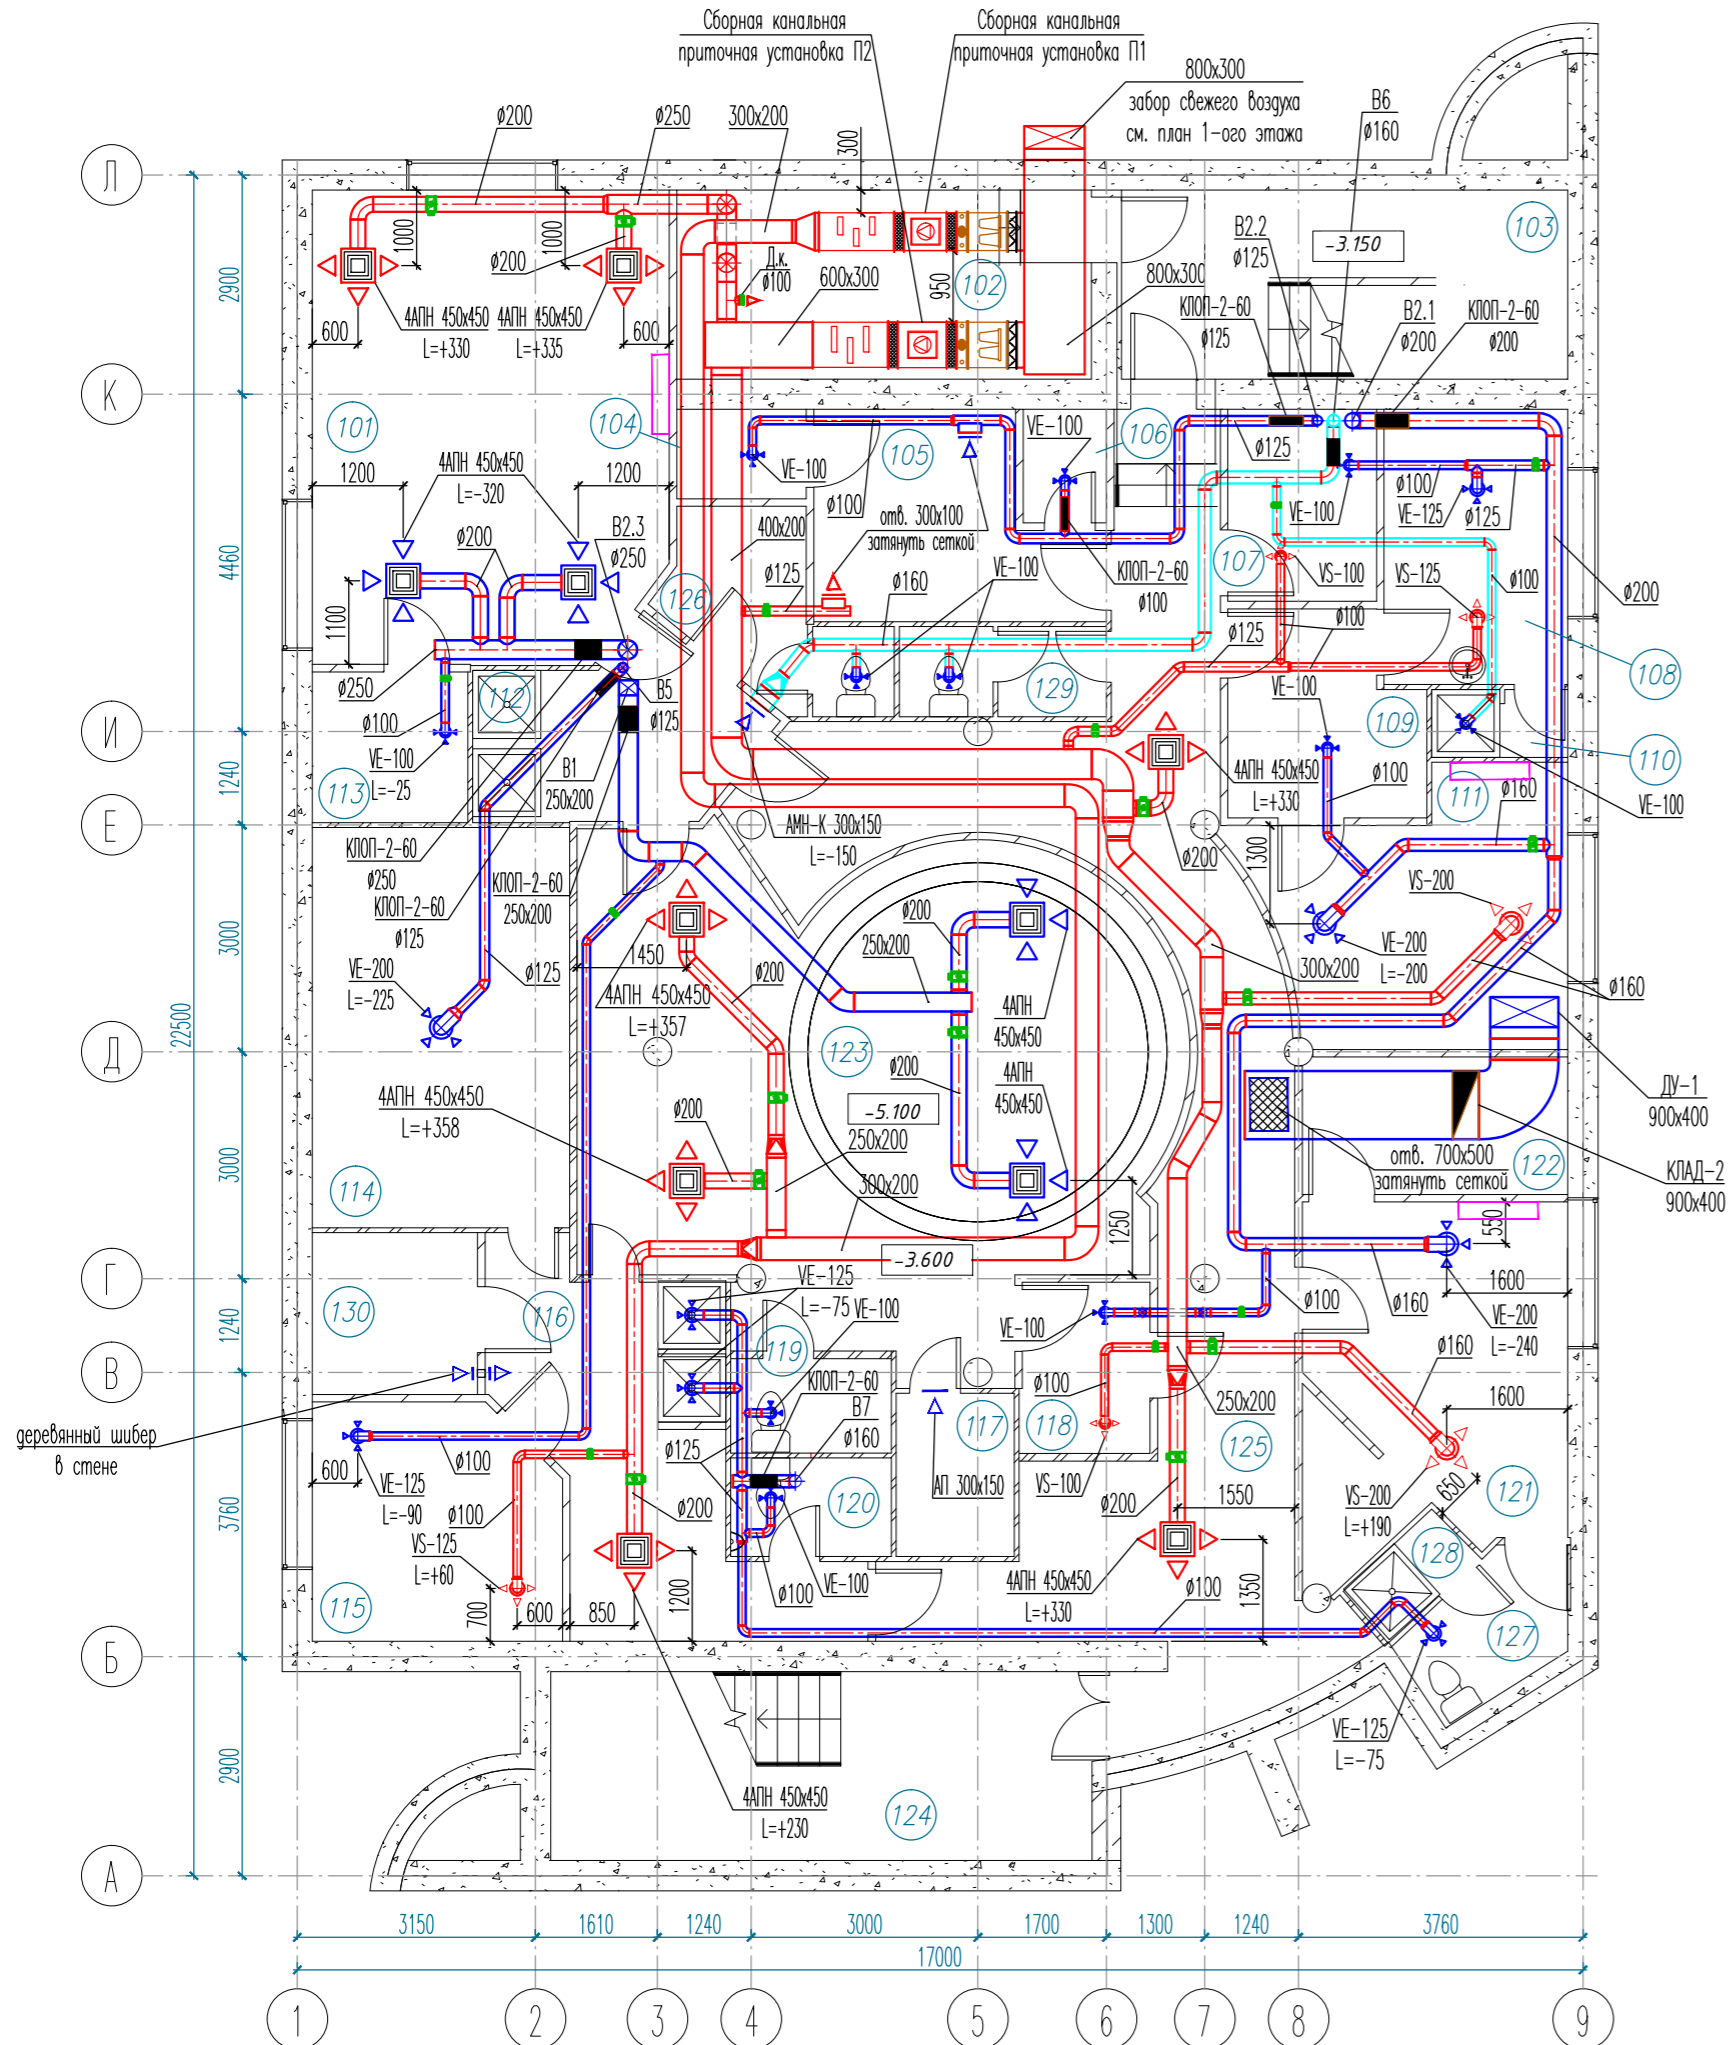 Сборная канальная
приточная установка П2
Сборная канальная
приточная установка П1
800х300
забор свежего воздуха
см. план 1-ого этажа
В6
ø160
ø200
ø250
300х200
300
Л
1000
1000
ø200
Д.к.
ø100
600х300
950
102
800х300
В2.2
ø125
-3.150
103
КЛОП-2-60
ø125
В2.1
ø200
КЛОП-2-60
ø200
2900
600
4АПН 450х450
L=+330
4АПН 450х450
L=+335
600
К
101
104
105
VE-100
106
ø125
4АПН 450х450
L=-320
1200
1200
VE-100
ø100
ø100
VE-100
VE-125
ø125
отв. 300х100
затянуть сеткой
400х200
ø200
В2.3
ø250
4460
1100
126
ø125
ø160
VE-100
КЛОП-2-60
ø100
107
VS-100
VS-125
ø100
ø200
ø100
ø125
108
129
ø250
112
В5
ø125
VE-100
109
ø100
И
VE-100
L=-25
113
В1
250х200
4АПН 450х450
L=+330
ø100
110
111
ø160
VE-100
1240
Е
АМН-К 300х150
L=-150
ø200
1300
КЛОП-2-60
ø250
КЛОП-2-60
ø125
КЛОП-2-60
250х200
VS-200
3000
22500
VE-200
L=-225
ø125
1450
ø200
4АПН 450х450
L=+357
ø200
250х200
VE-200
L=-200
300х200
ø160
4АПН
450х450
Д
123
ø200
4АПН
450х450
ДУ-1
900х400
4АПН 450х450
L=+358
ø200
-5.100
250х200
3000
114
300х200
отв. 700х500
затянуть сеткой
122
КЛАД-2
900х400
1250
550
-3.600
Г
VE-125
L=-75
VE-100
1600
130
116
119
VE-100
ø100
ø160
VE-200
L=-240
1240
В
КЛОП-2-60
ø100
ø160
1600
деревянный шибер
в стене
В7
ø160
117
118
250х200
125
ø125
600
ø100
VE-125
L=-90
ø100
АП 300х150
VS-100
ø200
1550
VS-200
L=+190
650
121
3760
120
ø200
VS-125
L=+60
128
115
700
600
850
1200
ø100
VE-100
4АПН 450х450
L=+330
ø100
1350
127
Б
VE-125
L=-75
2900
4АПН 450х450
L=+230
124
А
3150
1610
1240
3000
1700
1300
1240
3760
17000
1
2
3
4
5
6
7
8
9